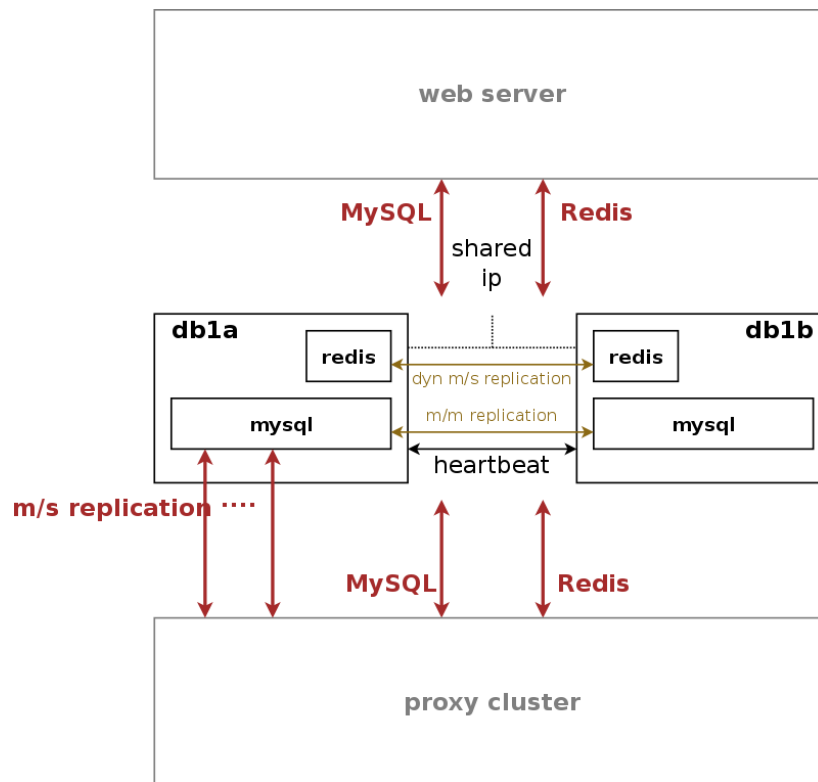 web server
MySQL
Redis
shared
ip
db1a
db1b
redis
redis
dyn m/s replication
m/m replication
mysql
mysql
heartbeat
m/s replication ....
MySQL
Redis
proxy cluster